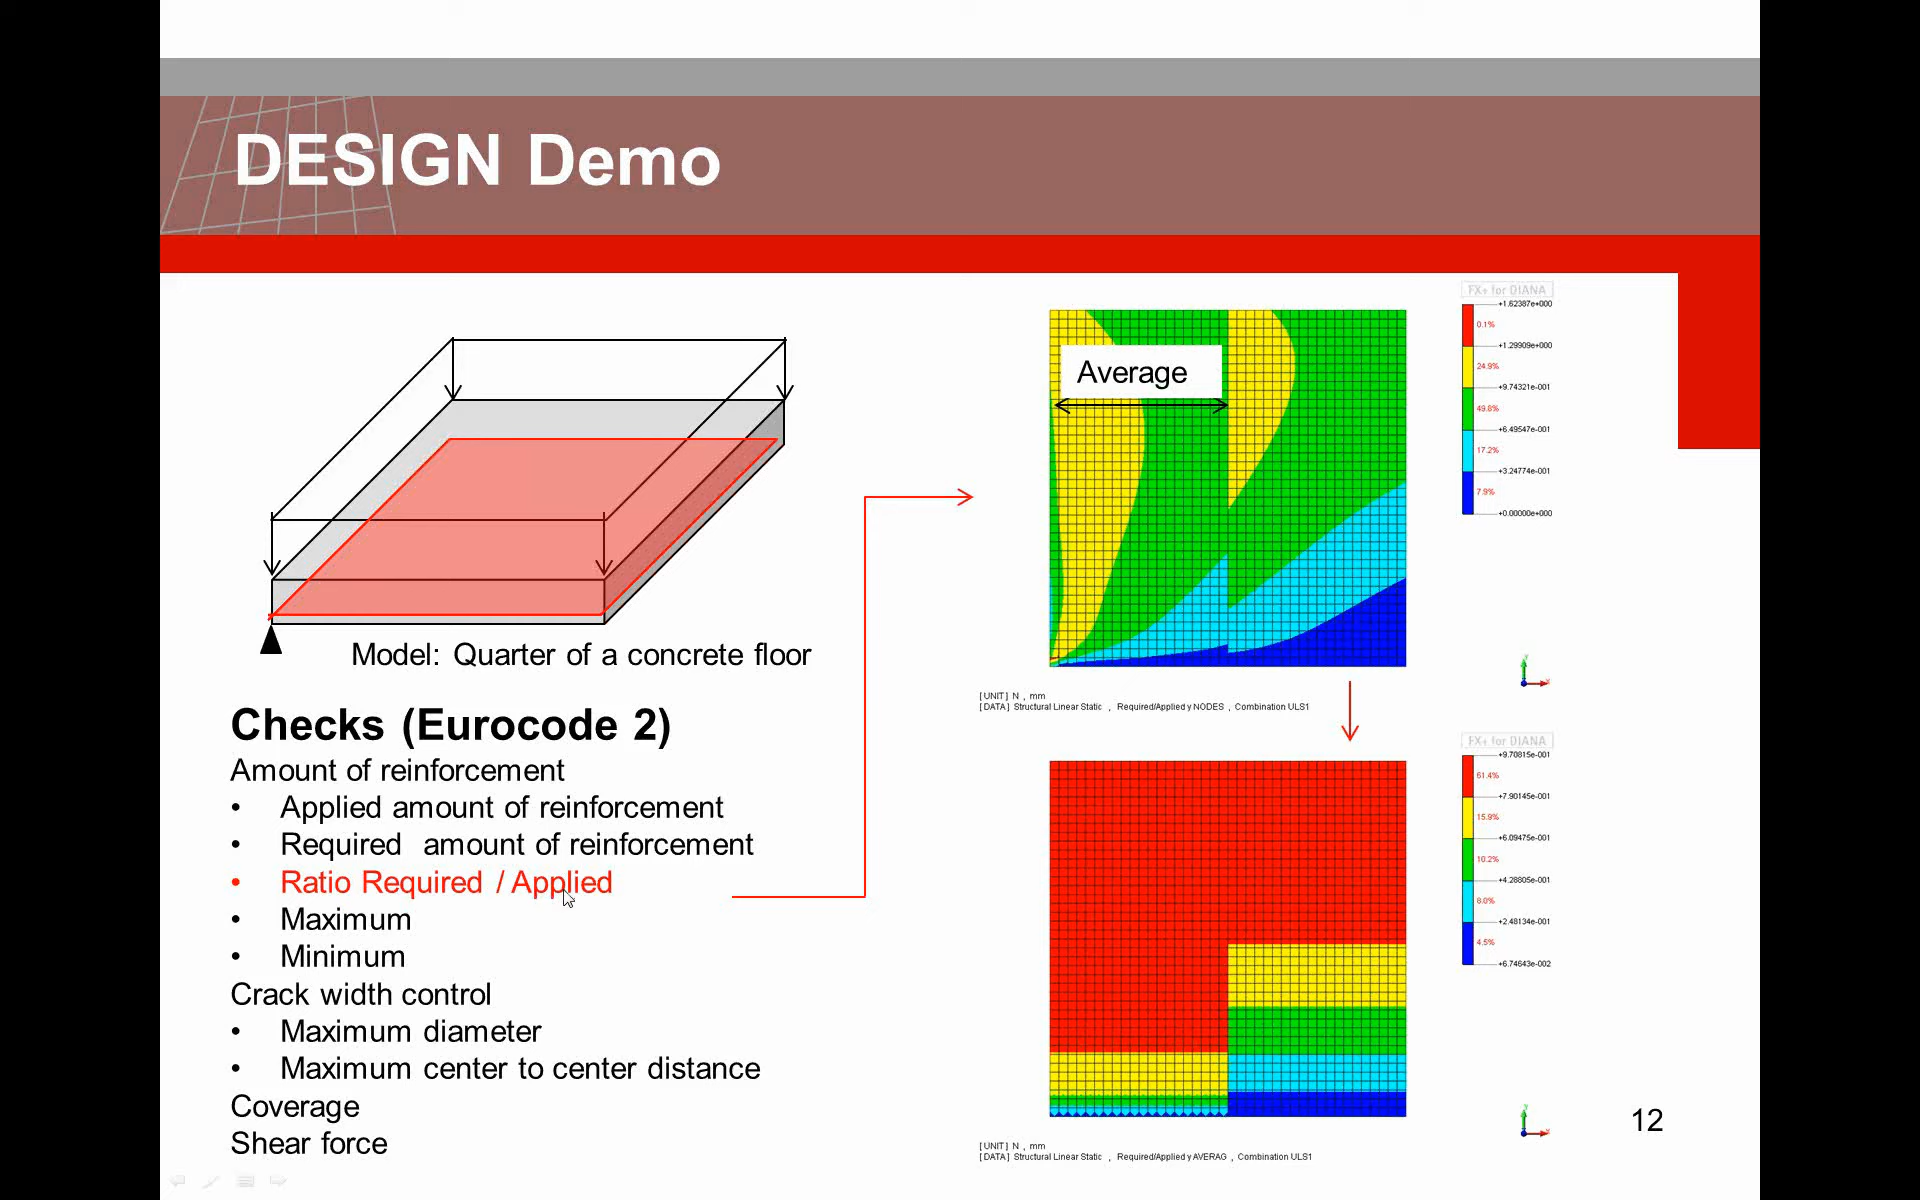 DESIGN Demo
Model: Quarter of a concrete floor
Checks (Eurocode 2)
Amount of reinforcement
• Applied amount of reinforcement
• Required amount of reinforcement
• Ratio Required / Applied
• Maximum
• Minimum
Crack width control
• Maximum diameter
• Maximum center to center distance
Coverage
Shear force
Average
FX+ for DIANA
+1.62387e+000
0.1%
+1.29909e+000
24.9%
+9.74321e-001
49.8%
+6.49547e-001
17.2%
+3.24774e-001
7.9%
+0.00000e+000
[UNIT] N , mm
[DATA] Structural Linear Static , Required/Applied y NODES , Combination ULS1
FX+ for DIANA
+9.70815e-001
61.4%
+7.90145e-001
15.9%
+6.09475e-001
10.2%
+4.28805e-001
8.0%
+2.48134e-001
4.5%
+6.74643e-002
[UNIT] N , mm
[DATA] Structural Linear Static , Required/Applied y AVERAG , Combination ULS1
12